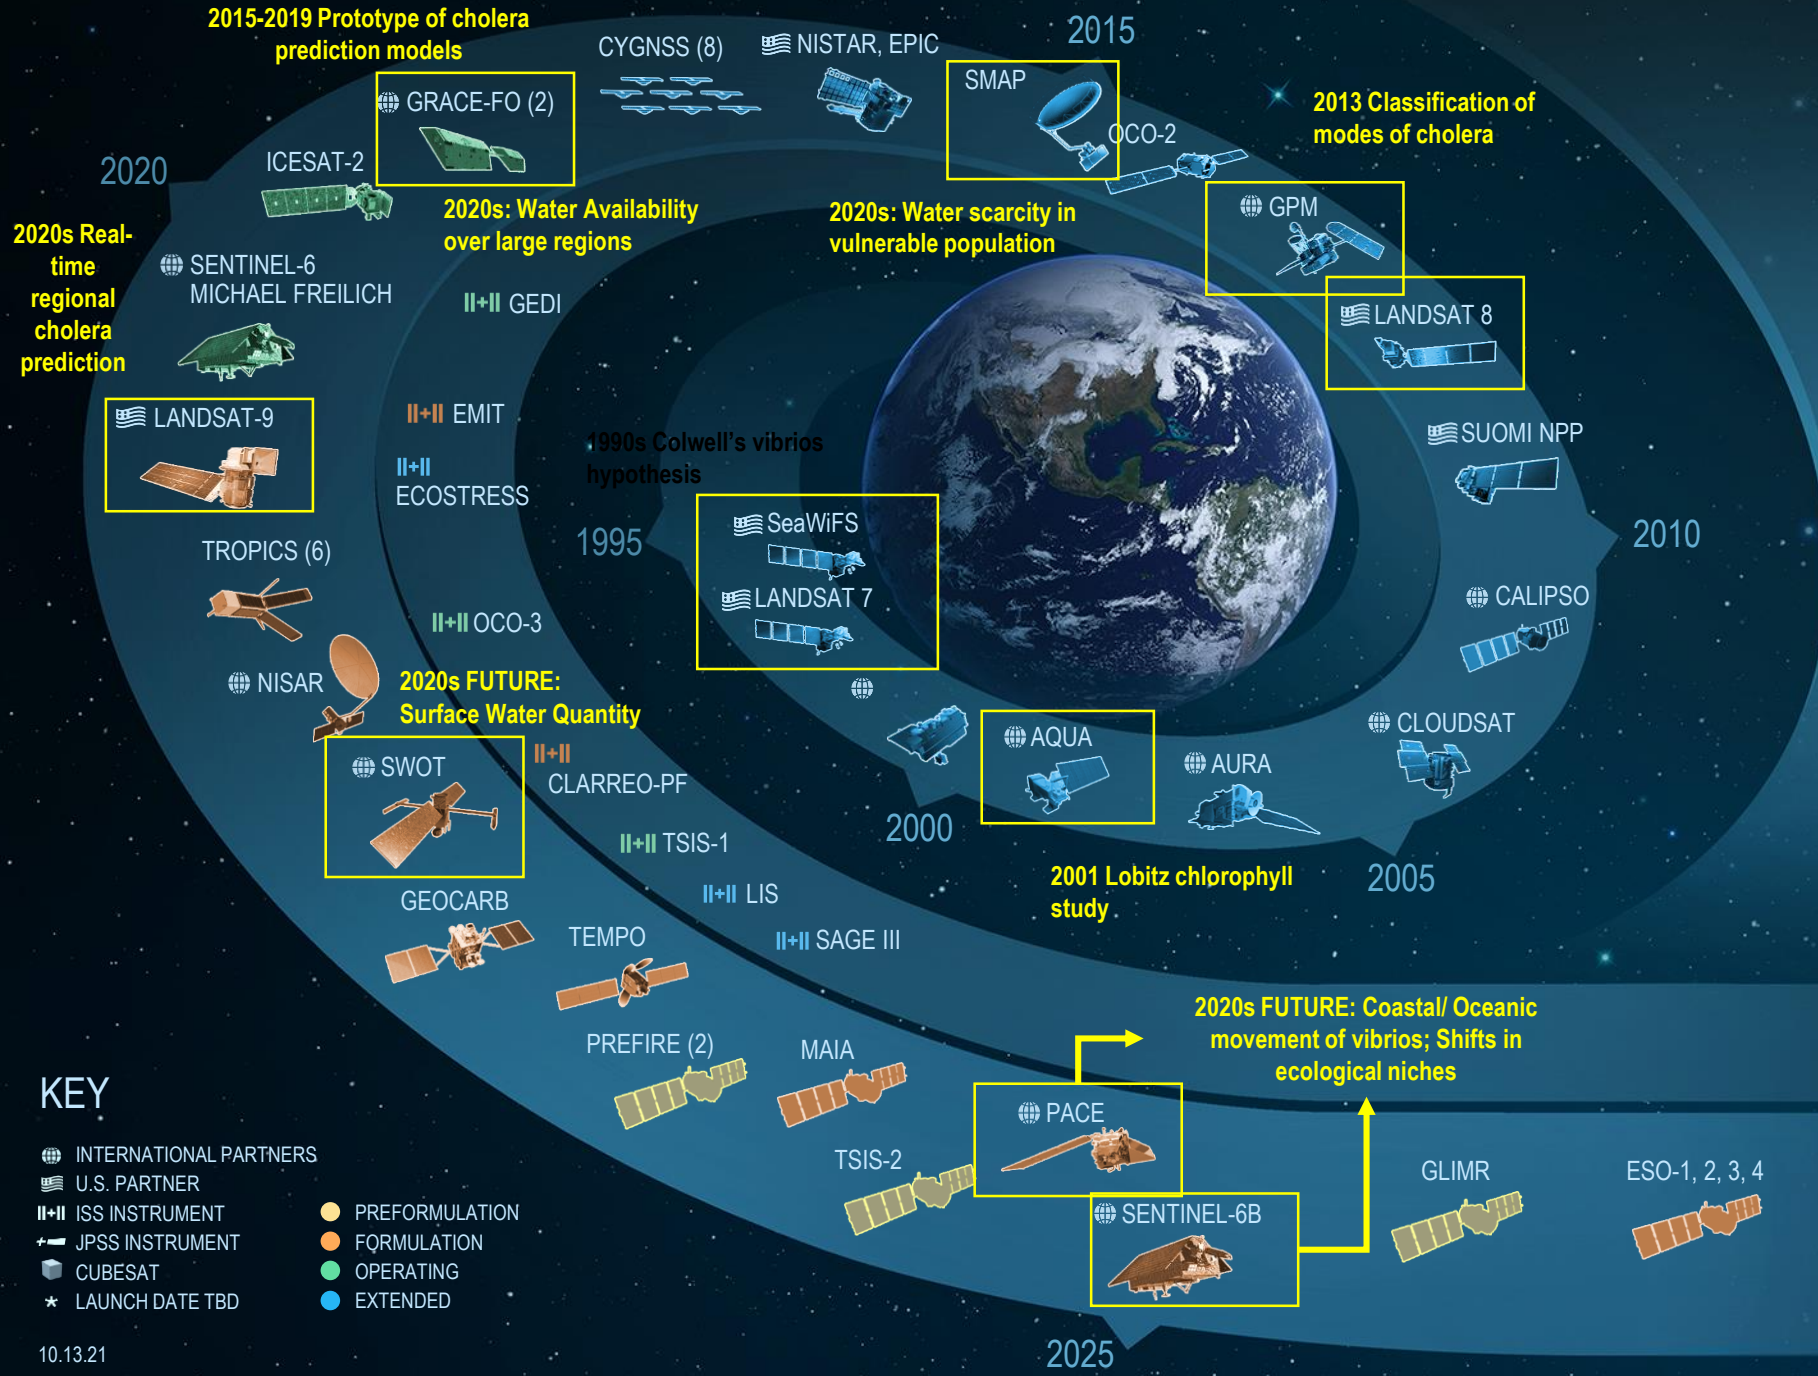 2015-2019 Prototype of cholera
prediction models
CYGNSS (8)
NISTAR, EPIC
2015
SMAP
GRACE-FO (2)
2013 Classification of
modes of cholera
OCO-2
ICESAT-2
2020
2020s: Water Availability
over large regions
2020s: Water scarcity in
vulnerable population
GPM
2020s Real-
time
regional
cholera
prediction
SENTINEL-6
MICHAEL FREILICH
GEDI
LANDSAT 8
LANDSAT-9
EMIT
1990s Colwell's vibrios
hypothesis
SUOMI NPP
ECOSTRESS
SeaWiFS
1995
2010
TROPICS (6)
LANDSAT 7
CALIPSO
OCO-3
NISAR
2020s FUTURE:
Surface Water Quantity
AQUA
CLOUDSAT
SWOT
CLARREO-PF
AURA
2000
TSIS-1
2001 Lobitz chlorophyll
study
2005
LIS
GEOCARB
TEMPO
SAGE III
2020s FUTURE: Coastal/ Oceanic
movement of vibrios; Shifts in
ecological niches
PREFIRE (2)
MAIA
PACE
TSIS-2
SENTINEL-6B
GLIMR
ESO-1, 2, 3, 4
2025
KEY
INTERNATIONAL PARTNERS
U.S. PARTNER
ISS INSTRUMENT
JPSS INSTRUMENT
CUBESAT
LAUNCH DATE TBD
PREFORMULATION
FORMULATION
OPERATING
EXTENDED
10.13.21